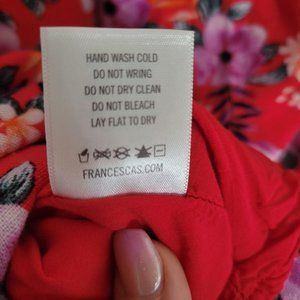 HAND WASH COLD
DO NOT WRING
DO NOT DRY CLEAN
DO NOT BLEACH
LAY FLAT TO DRY
FRANCESCAS.COM